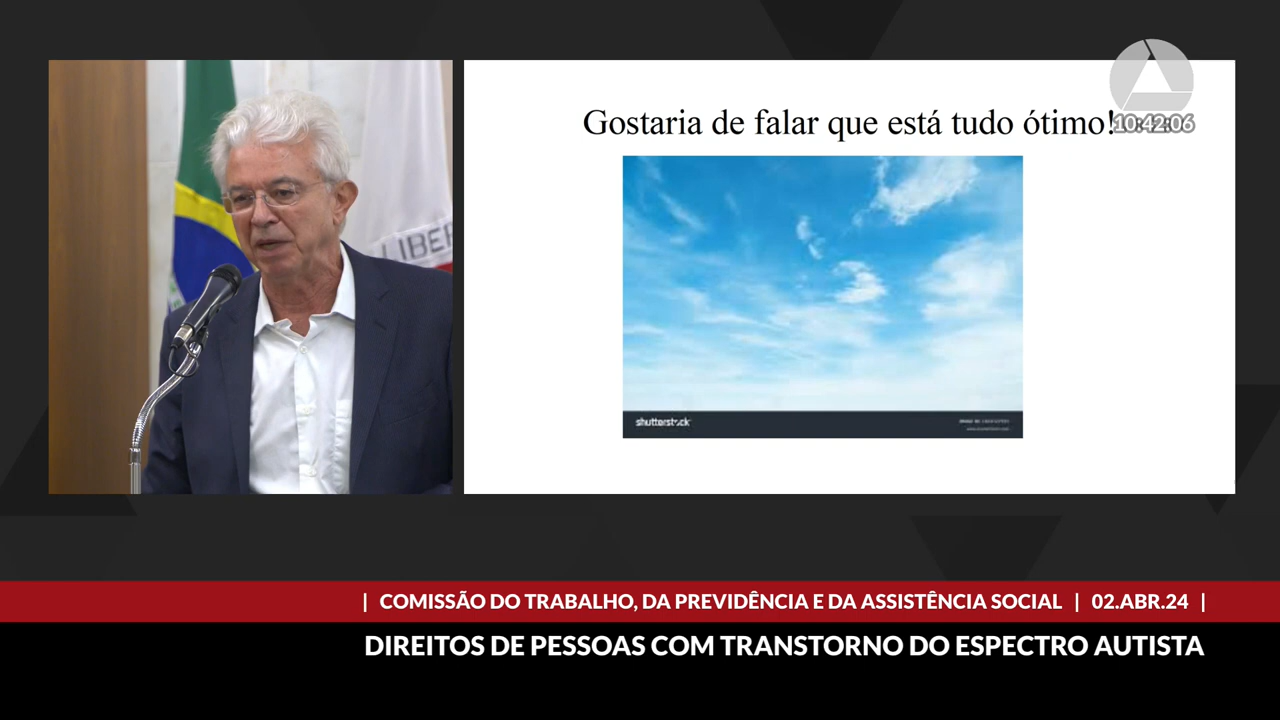 Gostaria de falar que está tudo ótimo!
10:42:06
LIBER
shutterstock
| COMISSÃO DO TRABALHO, DA PREVIDÊNCIA E DA ASSISTÊNCIA SOCIAL | 02.ABR.24 |
DIREITOS DE PESSOAS COM TRANSTORNO DO ESPECTRO AUTISTA